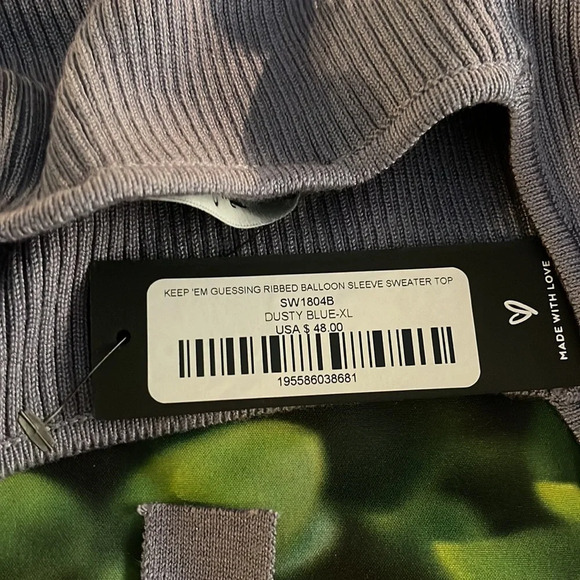 KEEP 'EM GUESSING RIBBED BALLOON SLEEVE SWEATER TOP
SW1804B
DUSTY BLUE-XL
USA $ 48.00
195586038681
MADE WITH LOVE